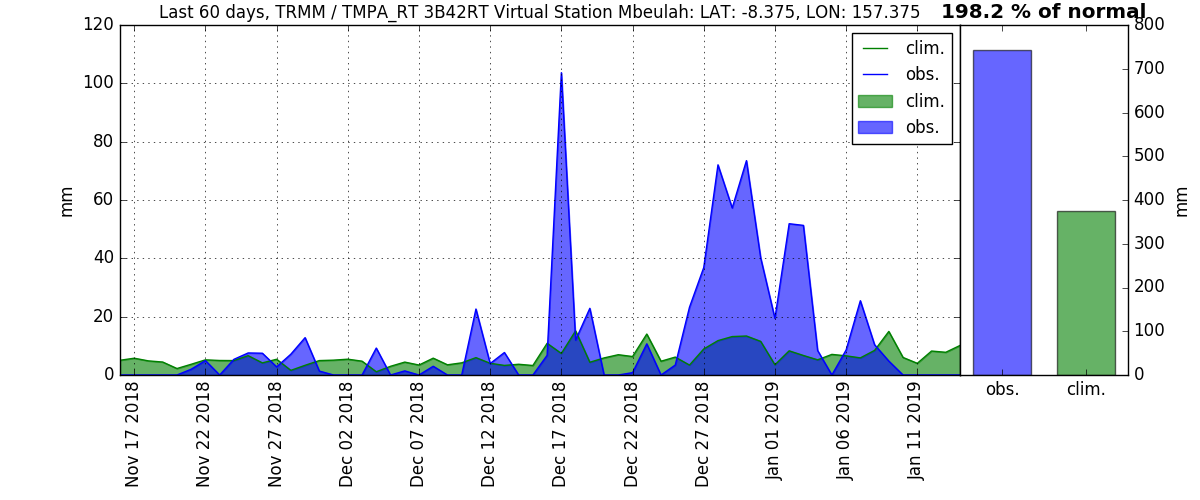 Last 60 days, TRMM / TMPA_RT 3B42RT Virtual Station Mbeulah: LAT: -8.375, LON: 157.375
198.2 % of normal
120
100
80
60
40
20
0
mm
clim.
obs.
clim.
obs.
800
700
600
500
400
300
200
100
0
mm
obs.
clim.
Nov 17 2018
Nov 22 2018
Nov 27 2018
Dec 02 2018
Dec 07 2018
Dec 12 2018
Dec 17 2018
Dec 22 2018
Dec 27 2018
Jan 01 2019
Jan 06 2019
Jan 11 2019